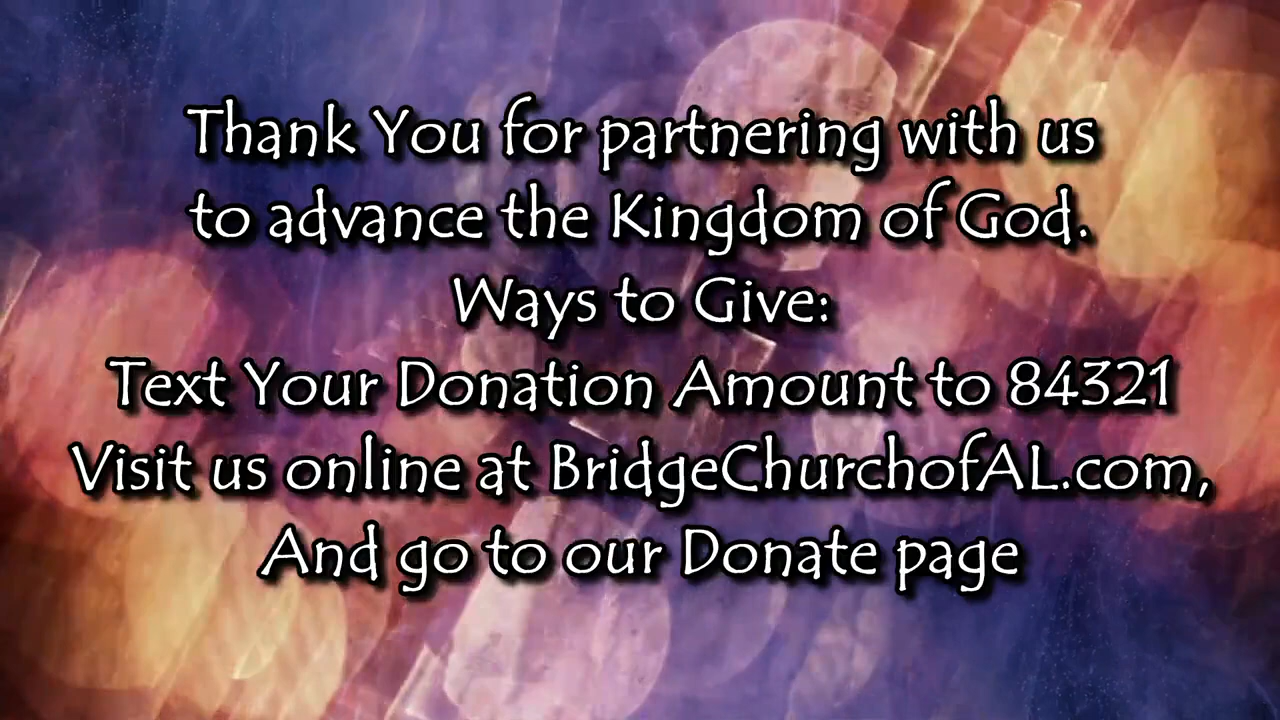 Thank You for partnering with us
to advance the Kingdom of God.
Ways to Give:
Text Your Donation Amount to 84321
Visit us online at BridgeChurchofAL.com,
And go to our Donate page